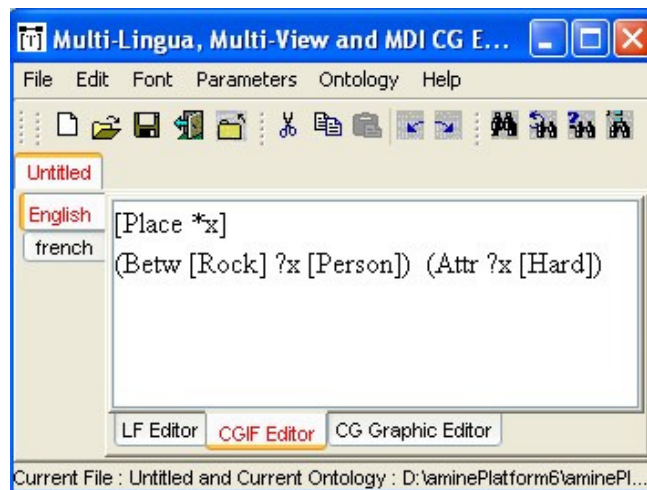 Multi-Lingua, Multi-View and MDI CG E...
File Edit Font Parameters Ontology Help
Untitled
English
french
[Place *x]
(Betw [Rock] ?x [Person]) (Attr ?x [Hard])
LF Editor CGIF Editor CG Graphic Editor
Current File : Untitled and Current Ontology : D:\aminePlatform6\aminePl...